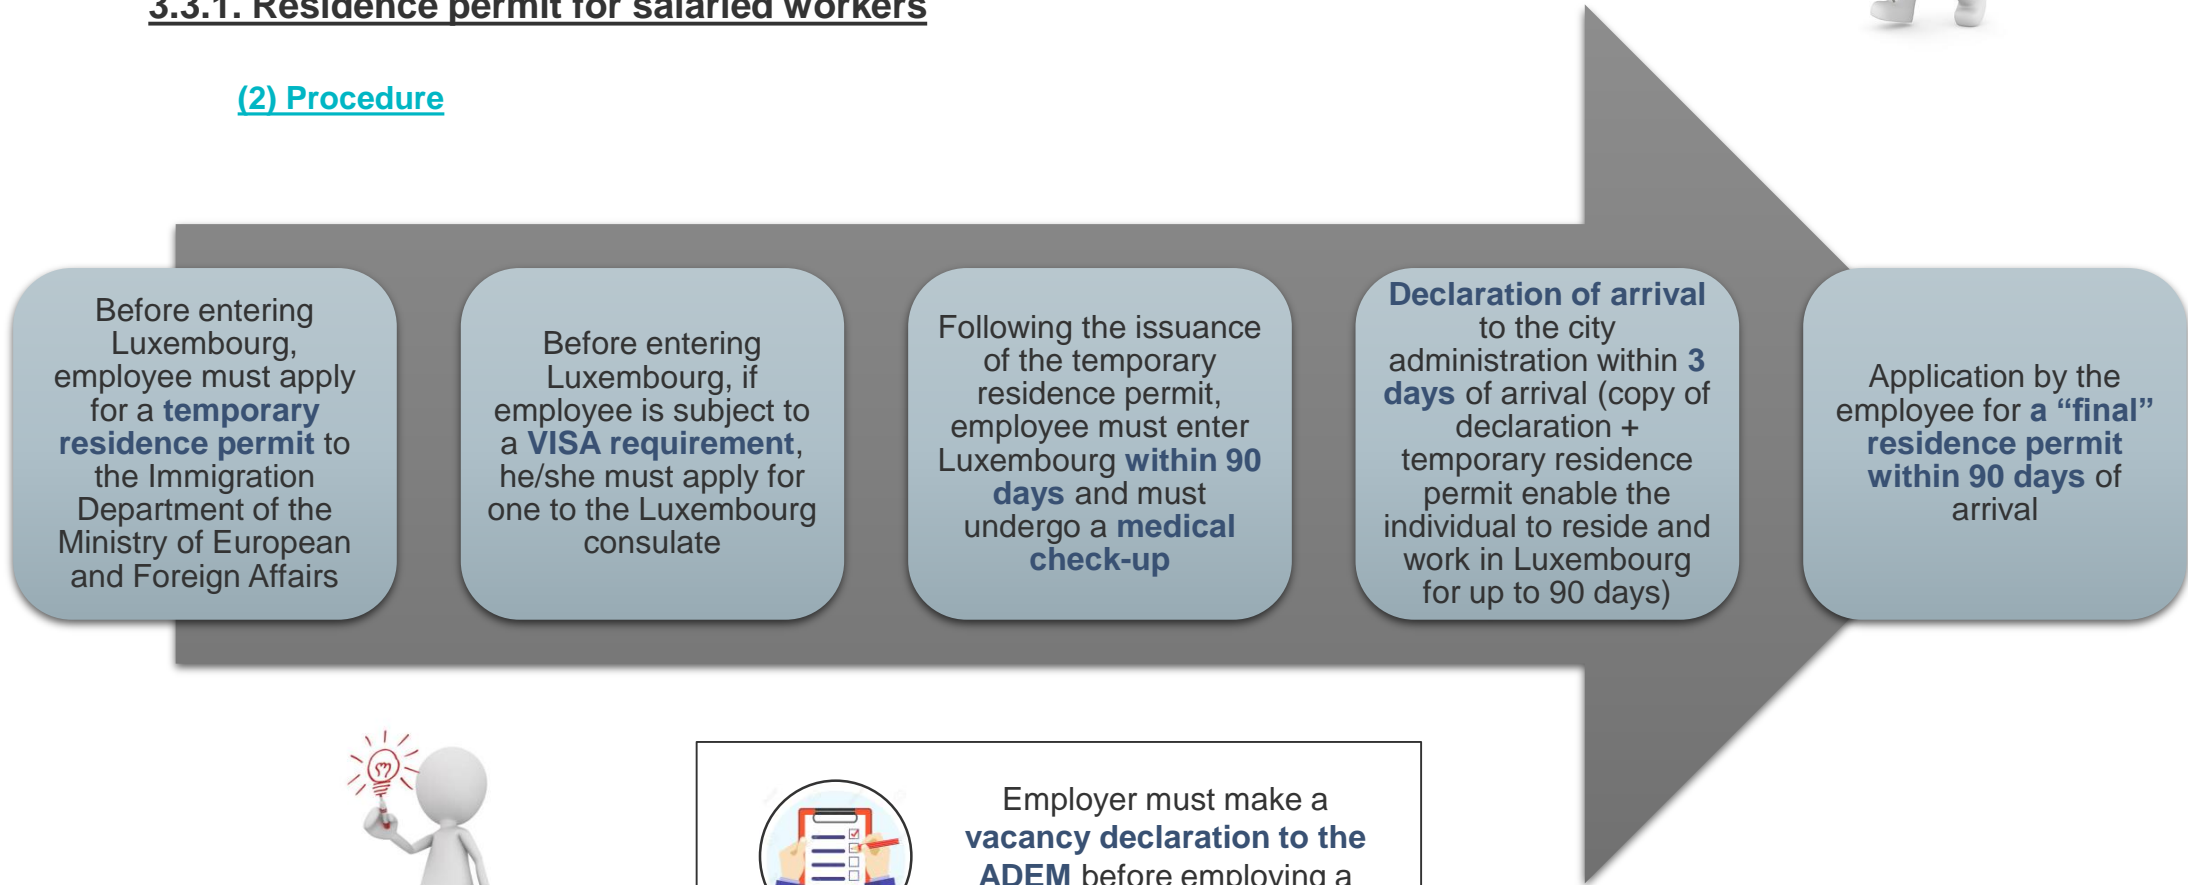 3.3.1. Residence permit for salaried workers
(2) Procedure
Before entering
Luxembourg,
employee must apply
for a temporary
residence permit to
the Immigration
Department of the
Ministry of European
and Foreign Affairs
Before entering
Luxembourg, if
employee is subject to
a VISA requirement,
he/she must apply for
one to the Luxembourg
consulate
Following the issuance
of the temporary
residence permit,
employee must enter
Luxembourg within 90
days and must
undergo a medical
check-up
Declaration of arrival
to the city
administration within 3
days of arrival (copy of
declaration +
temporary residence
permit enable the
individual to reside and
work in Luxembourg
for up to 90 days)
Application by the
employee for a “final”
residence permit
within 90 days of
arrival
Employer must make a
vacancy declaration to the
ADEM before employing a